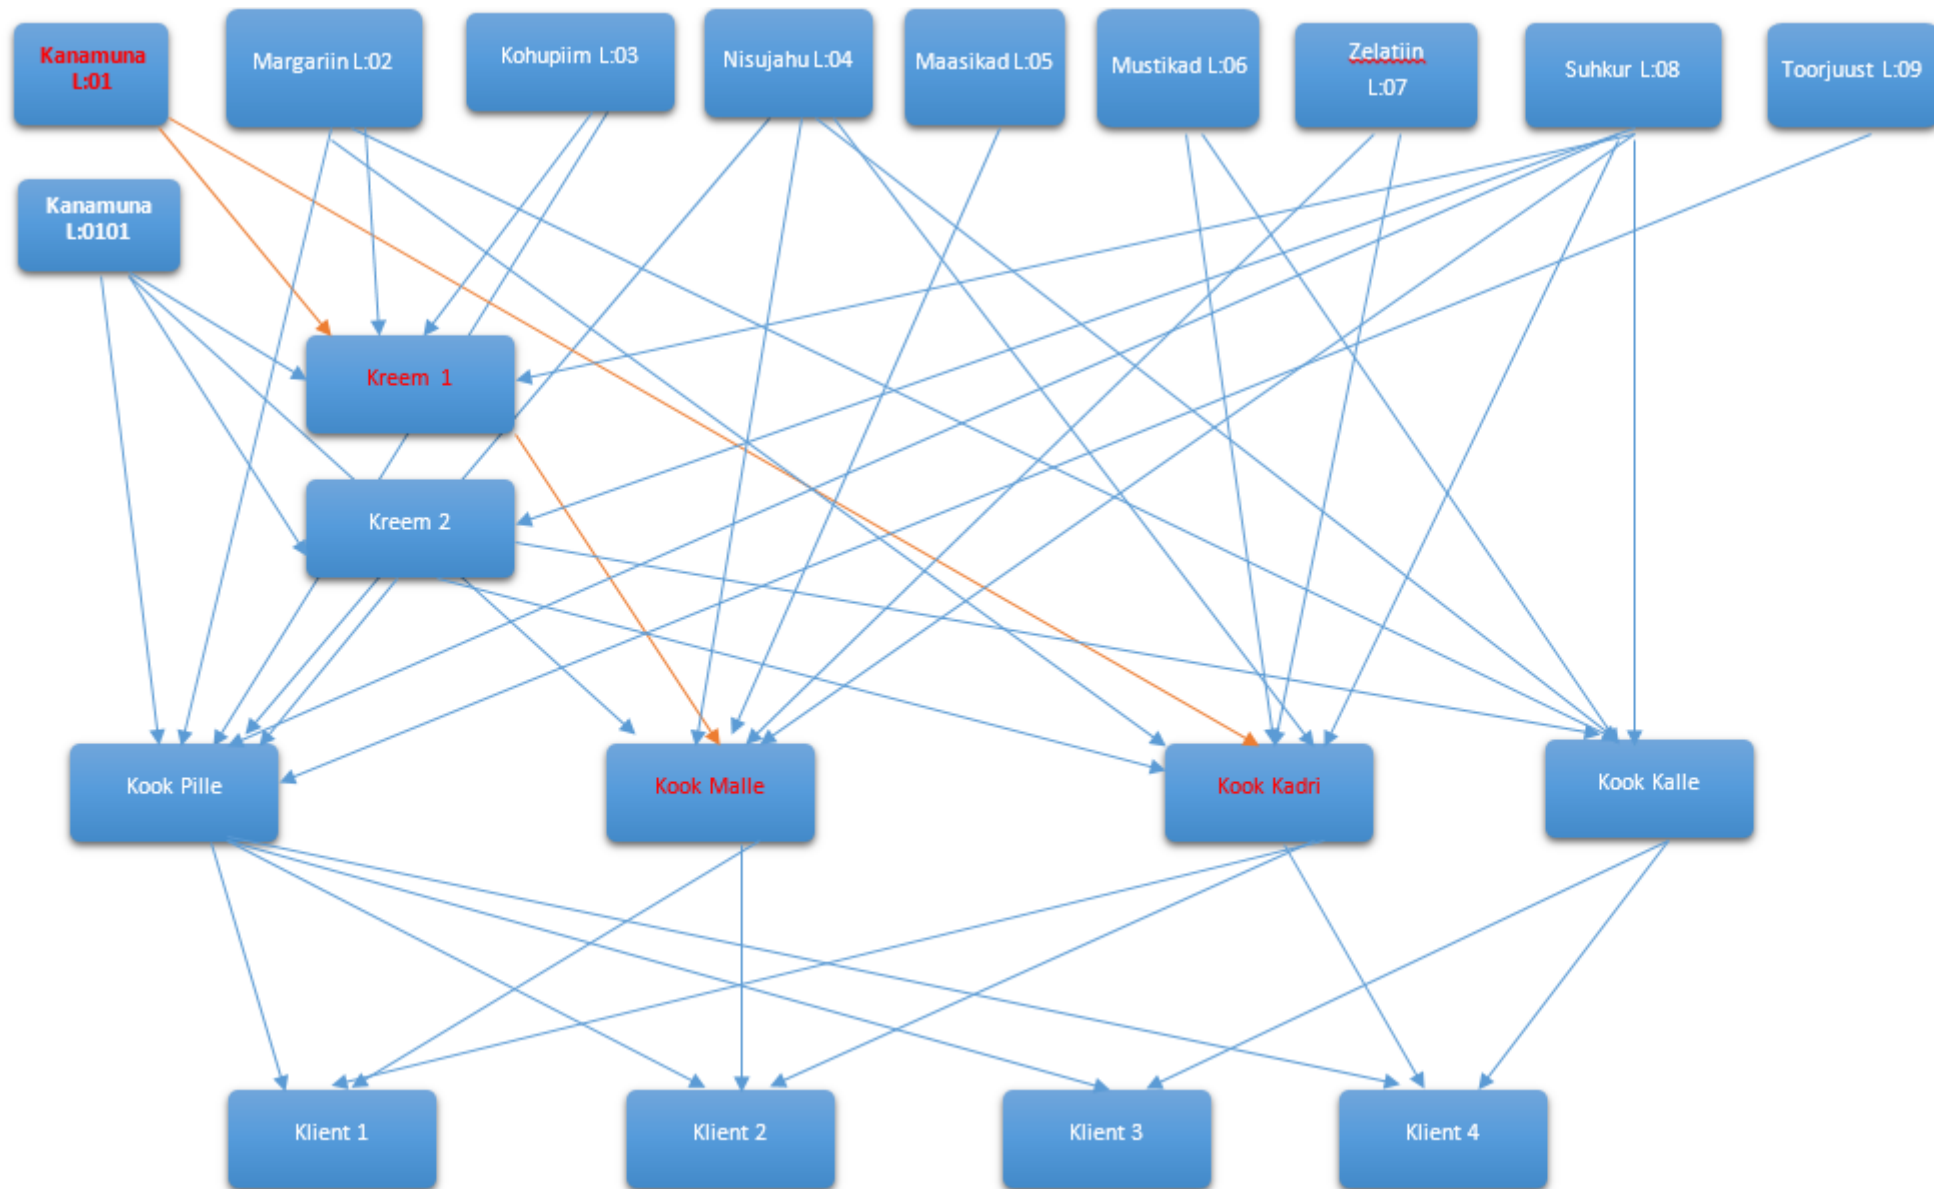 Kanamuna
L:01
Margariin L:02
Kohupiim L:03
Nisujahu L:04
Maasikad L:05
Mustikad L:06
Zelatiin
L:07
Suhkur L:08
Toorjuust L:09
Kanamuna
L:0101
Kreem 1
Kreem 2
Kook Pille
Kook Malle
Kook Kadri
Kook Kalle
Klient 1
Klient 2
Klient 3
Klient 4